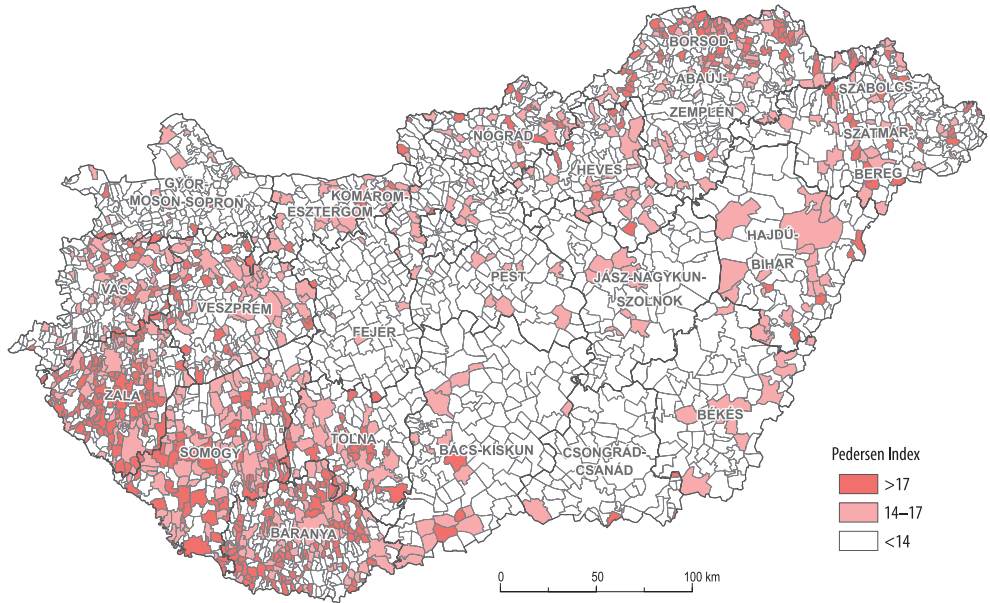 BORSOD-
ABAÚJ-
ZEMPLÉN
SZABOLCS-
SZATMÁR-
BEREG
NÓGRÁD
HEVES
GYŐR-
MOSON-SOPRON
KOMÁROM-
ESZTERGOM
HAJDÚ-
BIHAR
PEST
JÁSZ-NAGYKUN-
SZOLNOK
VAS
VESZPRÉM
FEJÉR
ZALA
SOMOGY
TOLNA
BÁCS-KISKUN
CSONGRÁD-
CSANÁD
BÉKÉS
BARANYA
Pedersen Index
>17
14–17
<14
0 50 100 km